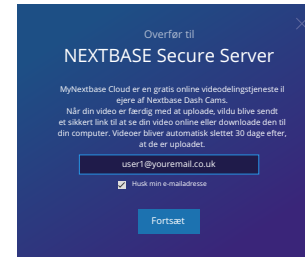 Overfør til
NEXTBASE Secure Server
MyNextbase Cloud er en gratis online videodelingstjeneste il
ejere af Nextbase Dash Cams.
Når din video er færdig med at uploade, vildu blive sendt
et sikkert link til at se din video online eller downloade den til
din computer. Videoer bliver automatisk slettet 30 dage efter,
at de er uploadet.
user1@youremail.co.uk
Husk min e-mailadresse
Fortsæt